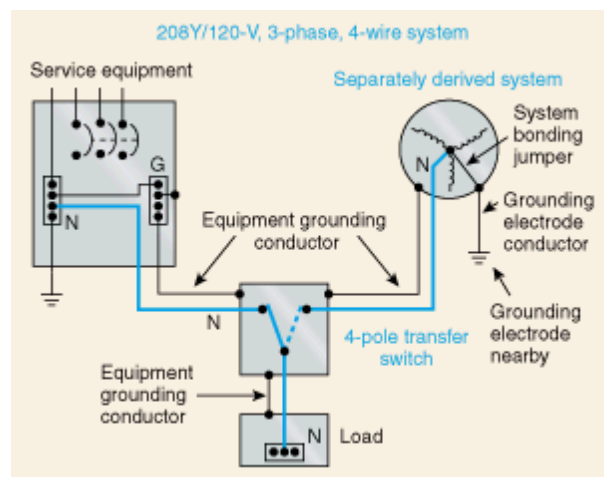 208Y/120-V, 3-phase, 4-wire system
Service equipment
Separately derived system
System
bonding
jumper
G
N
N
Equipment grounding
conductor
Grounding
electrode
conductor
N
4-pole transfer
switch
Grounding
electrode
nearby
Equipment
grounding
conductor
N
Load